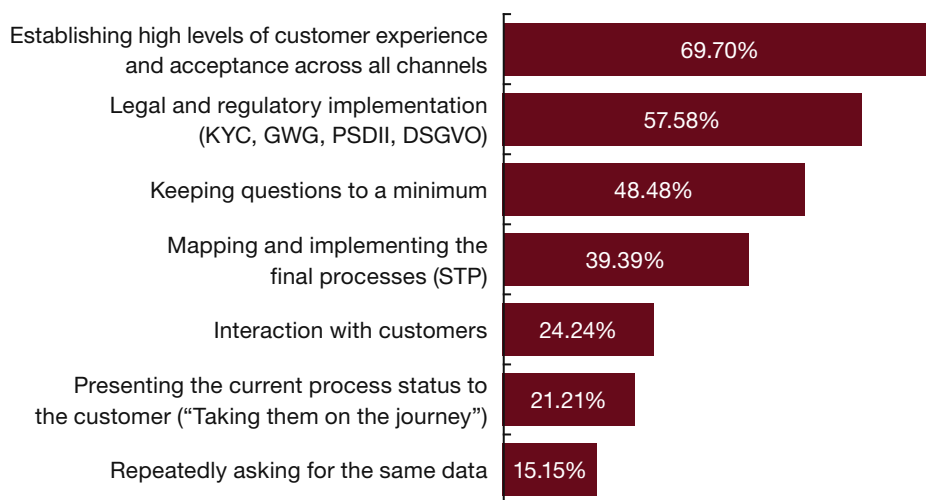 Establishing high levels of customer experience
and acceptance across all channels
69.70%
Legal and regulatory implementation
(KYC, GWG, PSDII, DSGVO)
57.58%
Keeping questions to a minimum
48.48%
Mapping and implementing the
final processes (STP)
39.39%
Interaction with customers
24.24%
Presenting the current process status to
the customer (“Taking them on the journey”)
21.21%
Repeatedly asking for the same data
15.15%